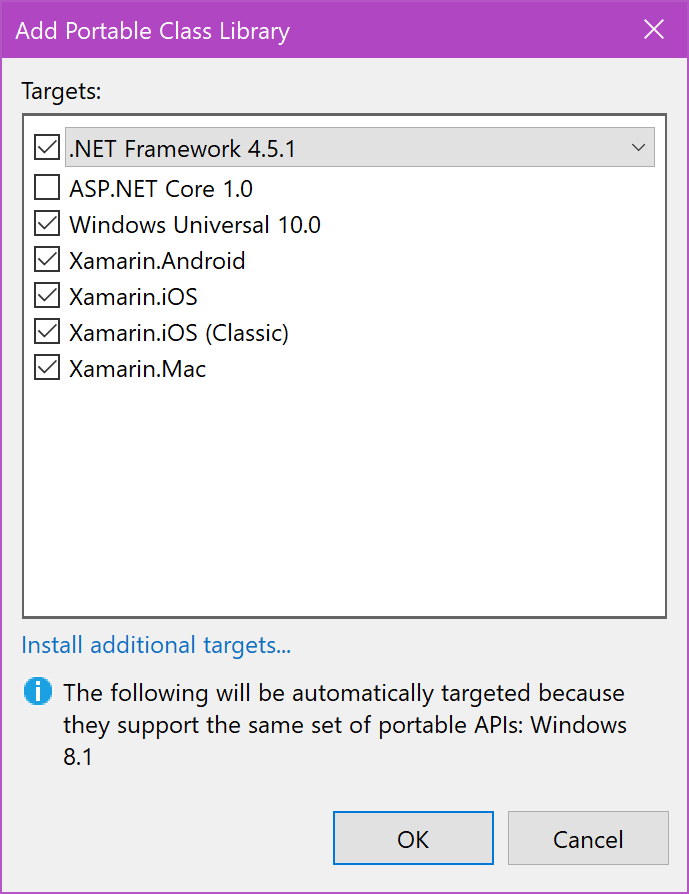 Add Portable Class Library
Targets:
.NET Framework 4.5.1
ASP.NET Core 1.0
Windows Universal 10.0
Xamarin.Android
Xamarin.iOS
Xamarin.iOS (Classic)
Xamarin.Mac
Install additional targets...
The following will be automatically targeted because
they support the same set of portable APIs: Windows
8.1
OK
Cancel